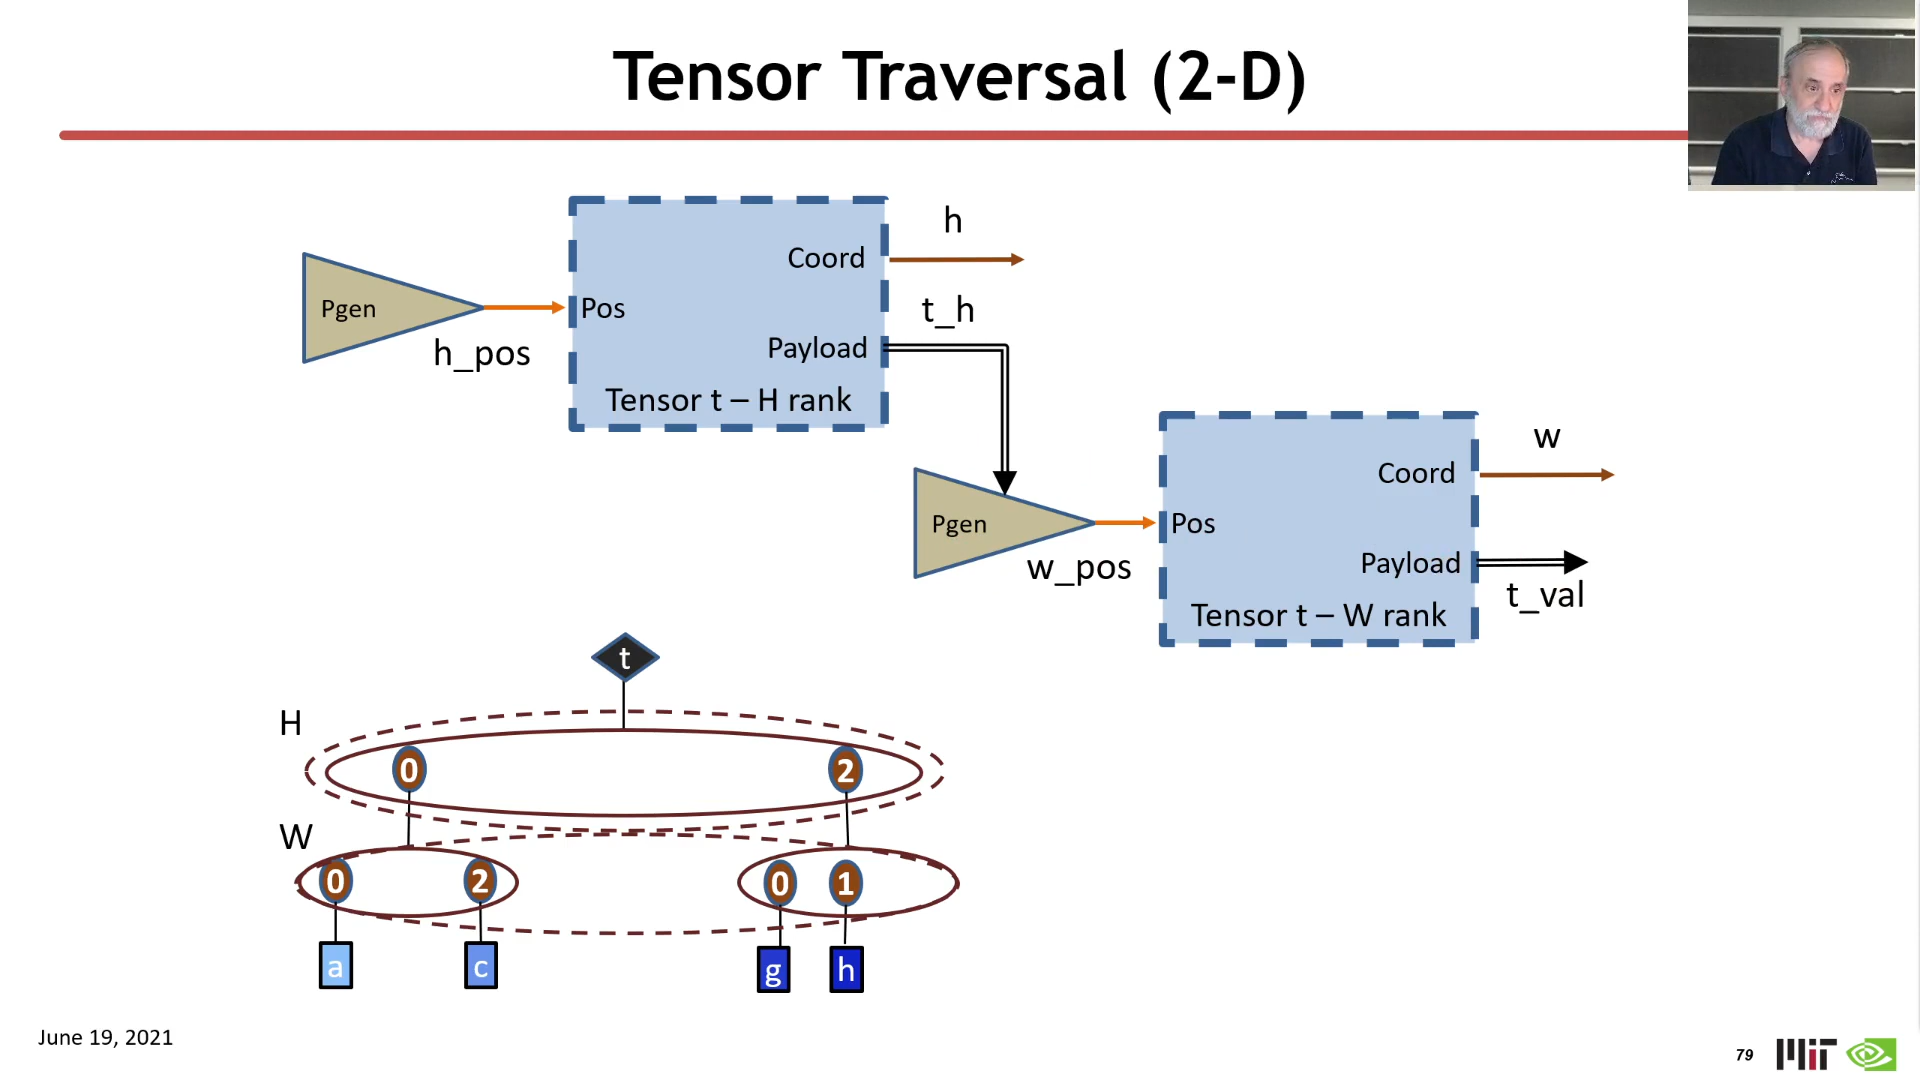 Tensor Traversal (2-D)
h
Coord
t_h
Pgen
Pos
h_pos
Payload
Tensor t – H rank
w
Coord
Pgen
Pos
w_pos
Payload
t_val
Tensor t – W rank
t
H
0 2
W
0 2 0 1
a c g h
June 19, 2021
79
MIT